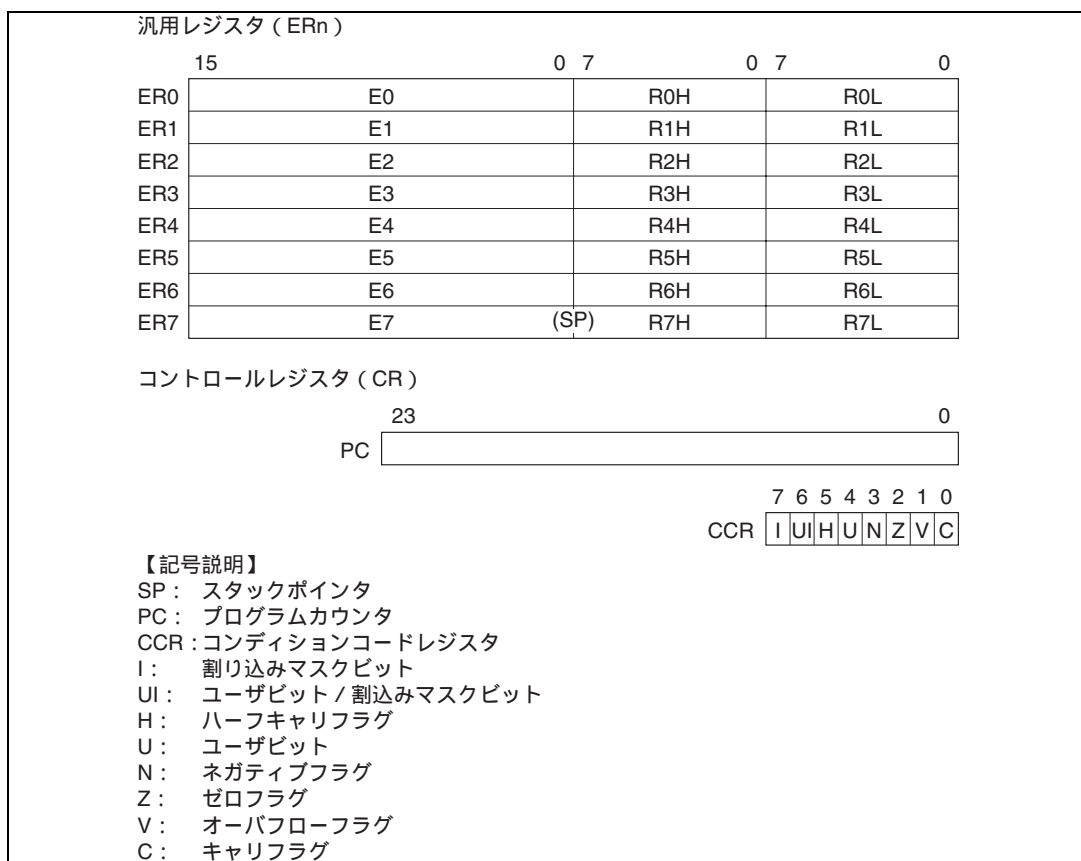 汎用レジスタ（ERn）
15 0 7 0 7 0
ER0 E0 R0H R0L
ER1 E1 R1H R1L
ER2 E2 R2H R2L
ER3 E3 R3H R3L
ER4 E4 R4H R4L
ER5 E5 R5H R5L
ER6 E6 R6H R6L
ER7 E7 (SP) R7H R7L
コントロールレジスタ（CR）
23 0
PC
7 6 5 4 3 2 1 0
CCR I UI H U N Z V C
【記号説明】
SP： スタックポインタ
PC： プログラムカウンタ
CCR：コンディションコードレジスタ
I： 割り込みマスクビット
UI： ユーザビット／割込みマスクビット
H： ハーフキャリフラグ
U： ユーザビット
N： ネガティブフラグ
Z： ゼロフラグ
V： オーバフローフラグ
C： キャリフラグ